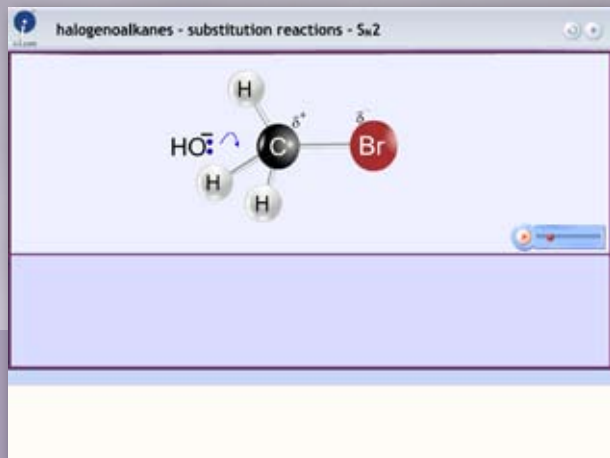 halogenoalkanes - substitution reactions - SN2
H
δ+
δ-
HO
C
Br
H
H